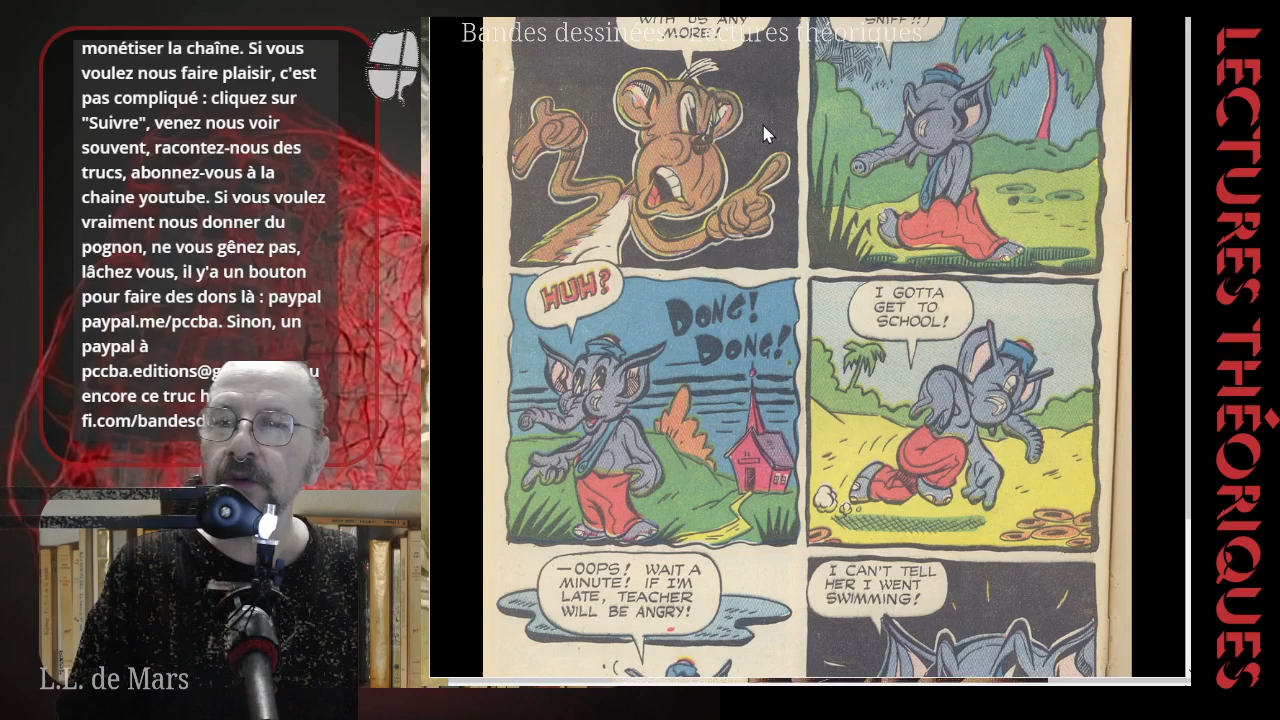 monétiser la chaîne. Si vous
voulez nous faire plaisir, c'est
pas compliqué : cliquez sur
"Suivre", venez nous voir
souvent, racontez-nous des
trucs, abonnez-vous à la
chaine youtube. Si vous voulez
vraiment nous donner du
pognon, ne vous gênez pas,
lâchez vous, il y'a un bouton
pour faire des dons là : paypal
paypal.me/pccba. Sinon, un
paypal à
pccba.editions@g
encore ce truc
L.L. de Mars
Bandes dessinées Lectures théoriques
WITH US ANY
MORE!
SNIFF!)
HUH?
DONG!
DONG!
I GOTTA
GET TO
SCHOOL!
—OOPS! WAIT A
MINUTE! IF I'M
LATE, TEACHER
WILL BE ANGRY!
I CAN'T TELL
HER I WENT
SWIMMING!
LECTURES THÉORIQUES